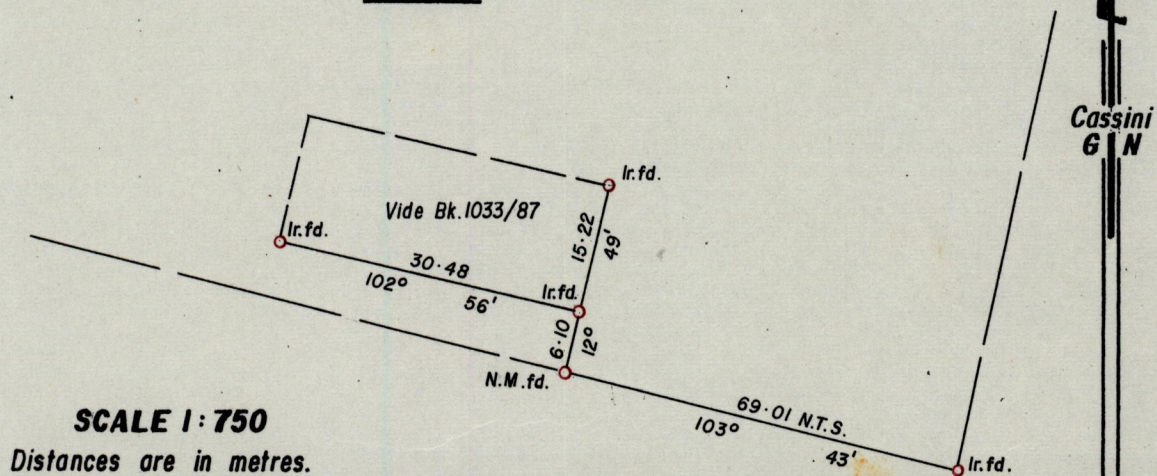 Cassini
G N
Ir.fd.
Vide Bk.1033/87
15·22
49'
Ir.fd.
30·48
102° 56'
Ir.fd.
6·10
12°
N.M.fd.
69·01 N.T.S.
103° 43'
Ir.fd.
SCALE 1:750
Distances are in metres.